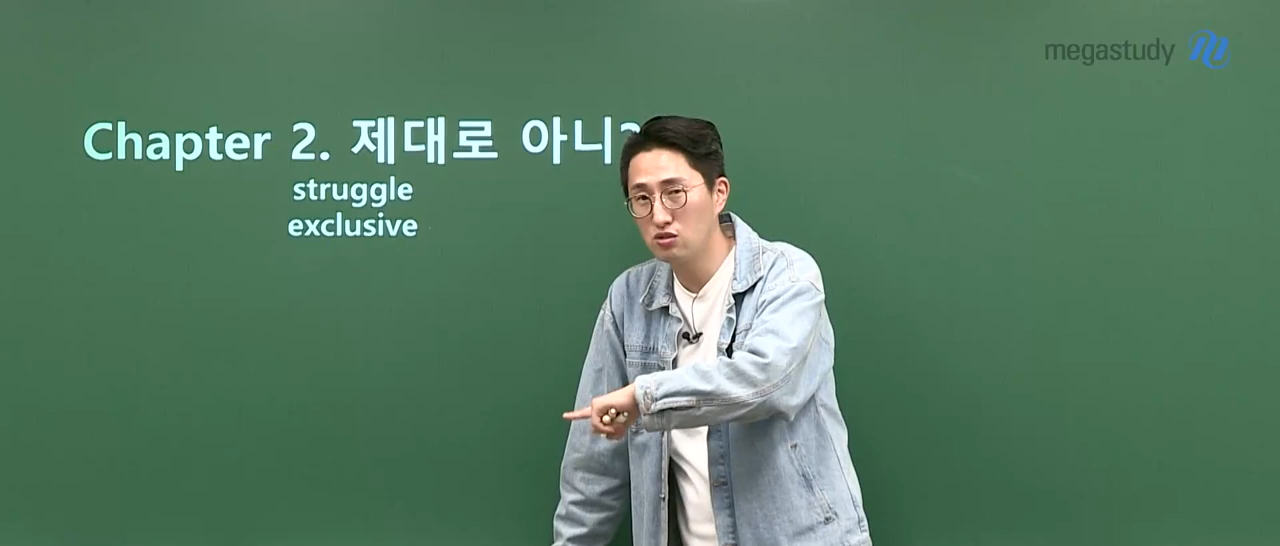 megastudy
Chapter 2. 제대로 아니?
struggle
exclusive